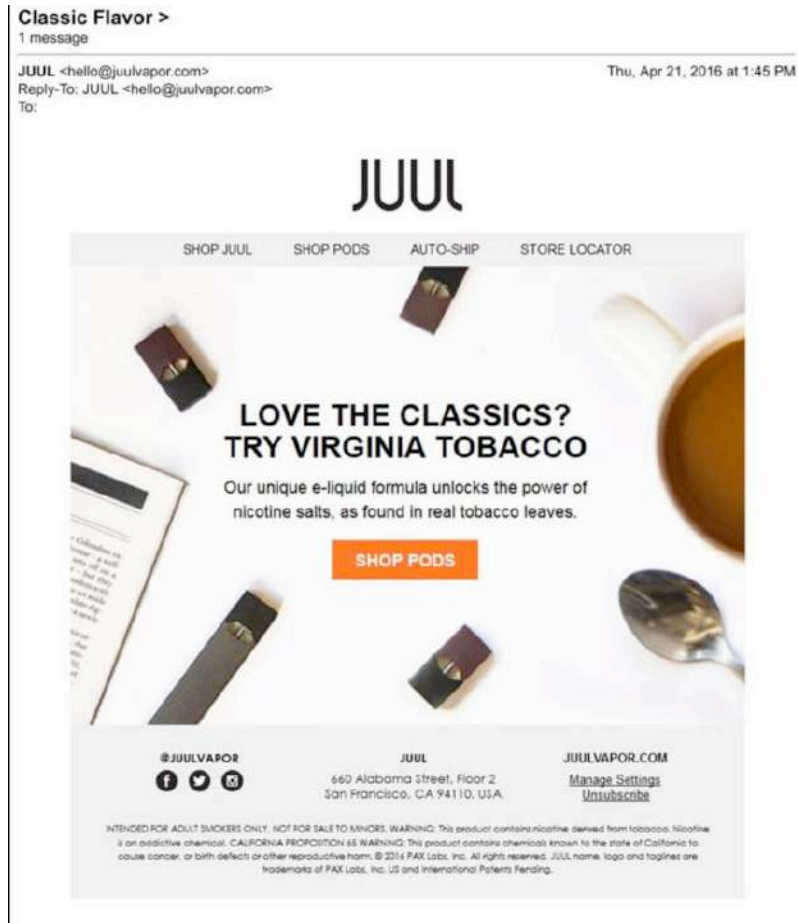 Classic Flavor >
1 message
JUUL <hello@juulvapor.com>
Thu, Apr 21, 2016 at 1:45 PM
Reply-To: JUUL <hello@juulvapor.com>
To:
JUUL
SHOP JUUL SHOP PODS AUTO-SHIP STORE LOCATOR
LOVE THE CLASSICS?
TRY VIRGINIA TOBACCO
Our unique e-liquid formula unlocks the power of
nicotine salts, as found in real tobacco leaves.
SHOP PODS
@JUULVAPOR
JUUL
660 Alabama Street, Floor 2
San Francisco, CA 94110, USA
JUULVAPOR.COM
Manage Settings
Unsubscribe
INTENDED FOR ADULT SMOKERS ONLY. NOT FOR SALE TO MINORS. WARNING: This product contains nicotine derived from tobacco. Nicotine
is an addictive chemical. CALIFORNIA PROPOSITION 65 WARNING: This product contains chemicals known to the state of California to
cause cancer, or birth defects or other reproductive harm. © 2016 PAX Labs, Inc. All rights reserved. JUUL name, logo and taglines are
trademarks of PAX Labs, Inc. US and International Patents Pending.